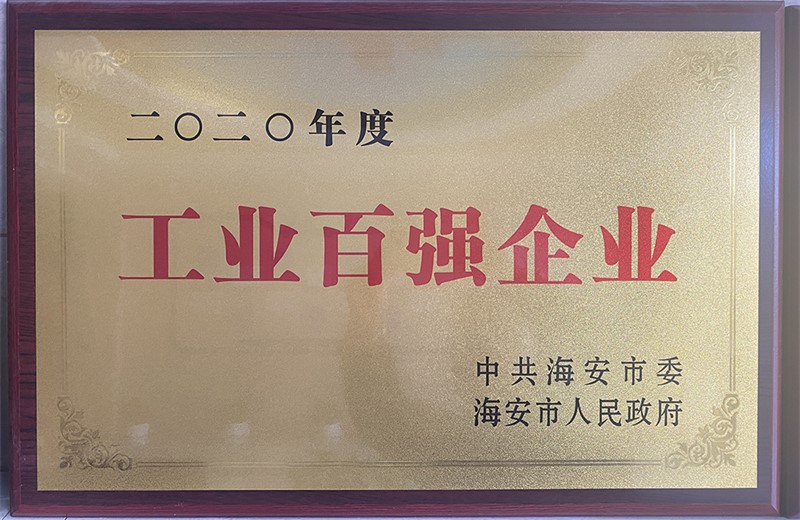 二〇二〇年度
工业百强企业
中共海安市委
海安市人民政府